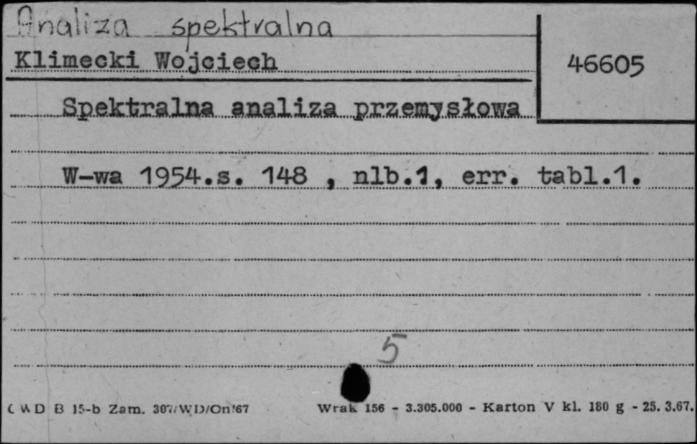 Analiza spektralna
Klimecki Wojciech
46605
Spektralna analiza przemysłowa
W-wa 1954.s. 148 , nlb.1, err. tabl.1.
5
CWD B 15-b Zam. 307/WD/On/67
Wrak 156 - 3.305.000 - Karton V kl. 180 g - 25. 3.67.